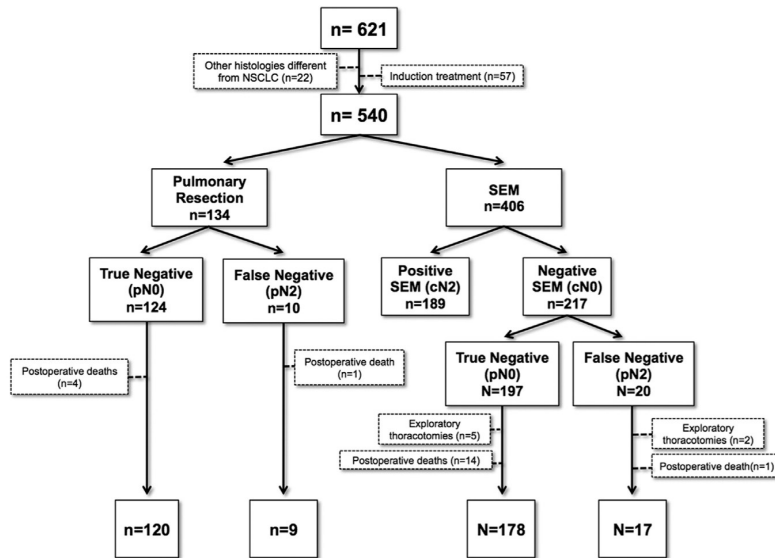 n= 621
Other histologies different
from NSCLC (n=22)
Induction treatment (n=57)
n= 540
Pulmonary
Resection
n=134
SEM
n=406
True Negative
(pN0)
n=124
False Negative
(pN2)
n=10
Positive
SEM (cN2)
n=189
Negative
SEM (cN0)
n=217
Postoperative deaths
(n=4)
Postoperative death
(n=1)
True Negative
(pN0)
N=197
False Negative
(pN2)
N=20
Exploratory
thoracotomies (n=5)
Postoperative deaths (n=14)
Exploratory
thoracotomies (n=2)
Postoperative death(n=1)
n=120
n=9
N=178
N=17